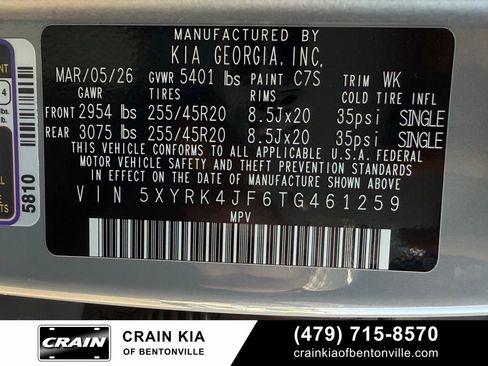 MANUFACTURED BY
KIA GEORGIA, INC,
MAR/05/26 GVWR 5401 lbs PAINT C7S TRIM WK
GAWR TIRES RIMS COLD TIRE INFL
FRONT 2954 lbs 255/45R20 8.5Jx20 35psi SINGLE
REAR 3075 lbs 255/45R20 8.5Jx20 35psi SINGLE
THIS VEHICLE CONFORMS TO ALL APPLICABLE U.S.A. FEDERAL
MOTOR VEHICLE SAFETY AND THEFT PREVENTION STANDARDS
IN EFFECT ON THE DATE OF MANUFACTURE SHOWN ABOVE
VIN 5XYRK4JF6TG461259
MPV
4
lbs.
5810
CRAIN
CRAIN KIA
OF BENTONVILLE
(479) 715-8570
crainkiaofbentonville.com